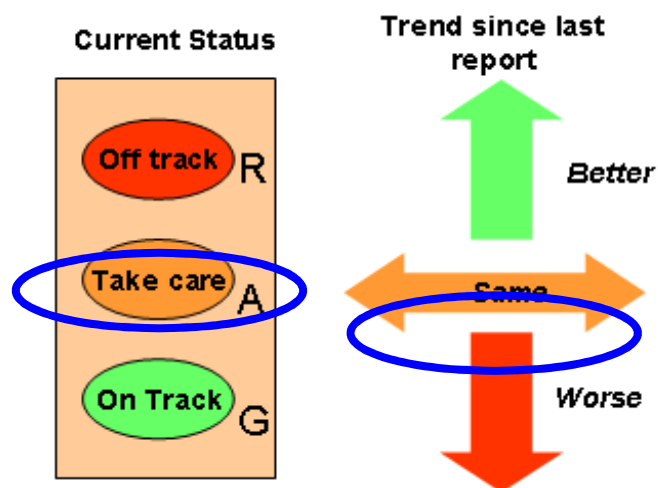 Current Status
Off track R
Take care A
On Track G
Trend since last
report
Better
Same
Worse